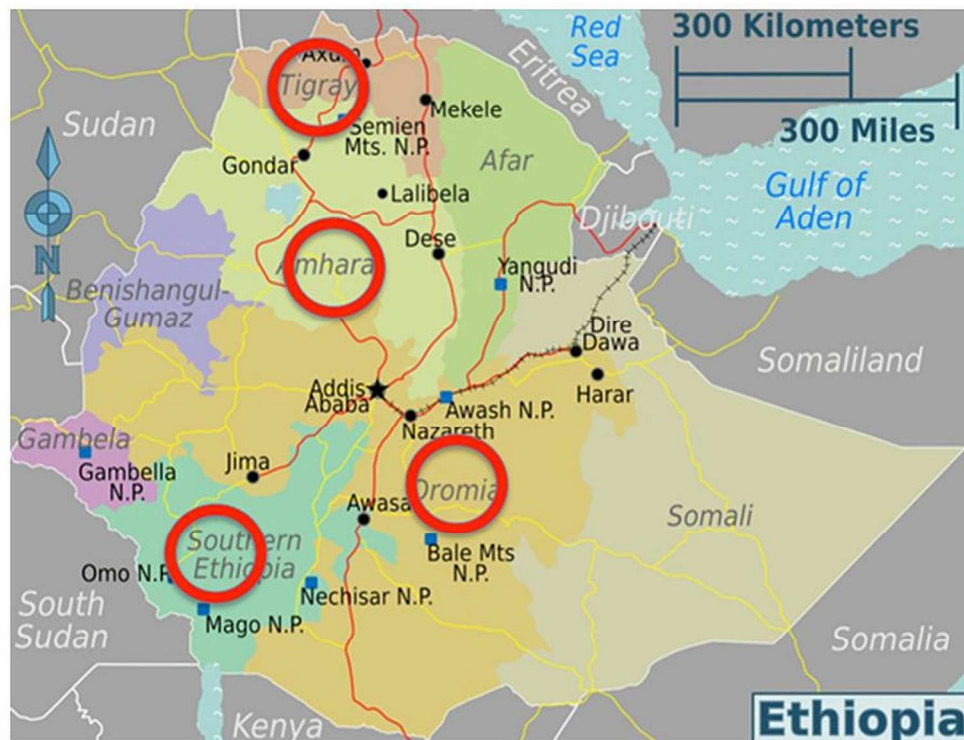 300 Kilometers
Red
Sea
Eritrea
Tigray
Mekele
Sudan
Semien
Mts. N.P.
300 Miles
Gondar
Afar
Lalibela
Gulf of
Aden
Djibouti
Dese
Amhara
Yangudi
N.P.
N
Benishangul-
Gumaz
Dire
Dawa
Somaliland
Addis
Ababa
Harar
Awash N.P.
Nazareth
Gambela
Gambella
N.P.
Jima
Oromia
Awasa
Somali
Southern
Ethiopia
Bale Mts
N.P.
Omo N.P.
Nechisar N.P.
South
Sudan
Mago N.P.
Somalia
Kenya
Ethiopia